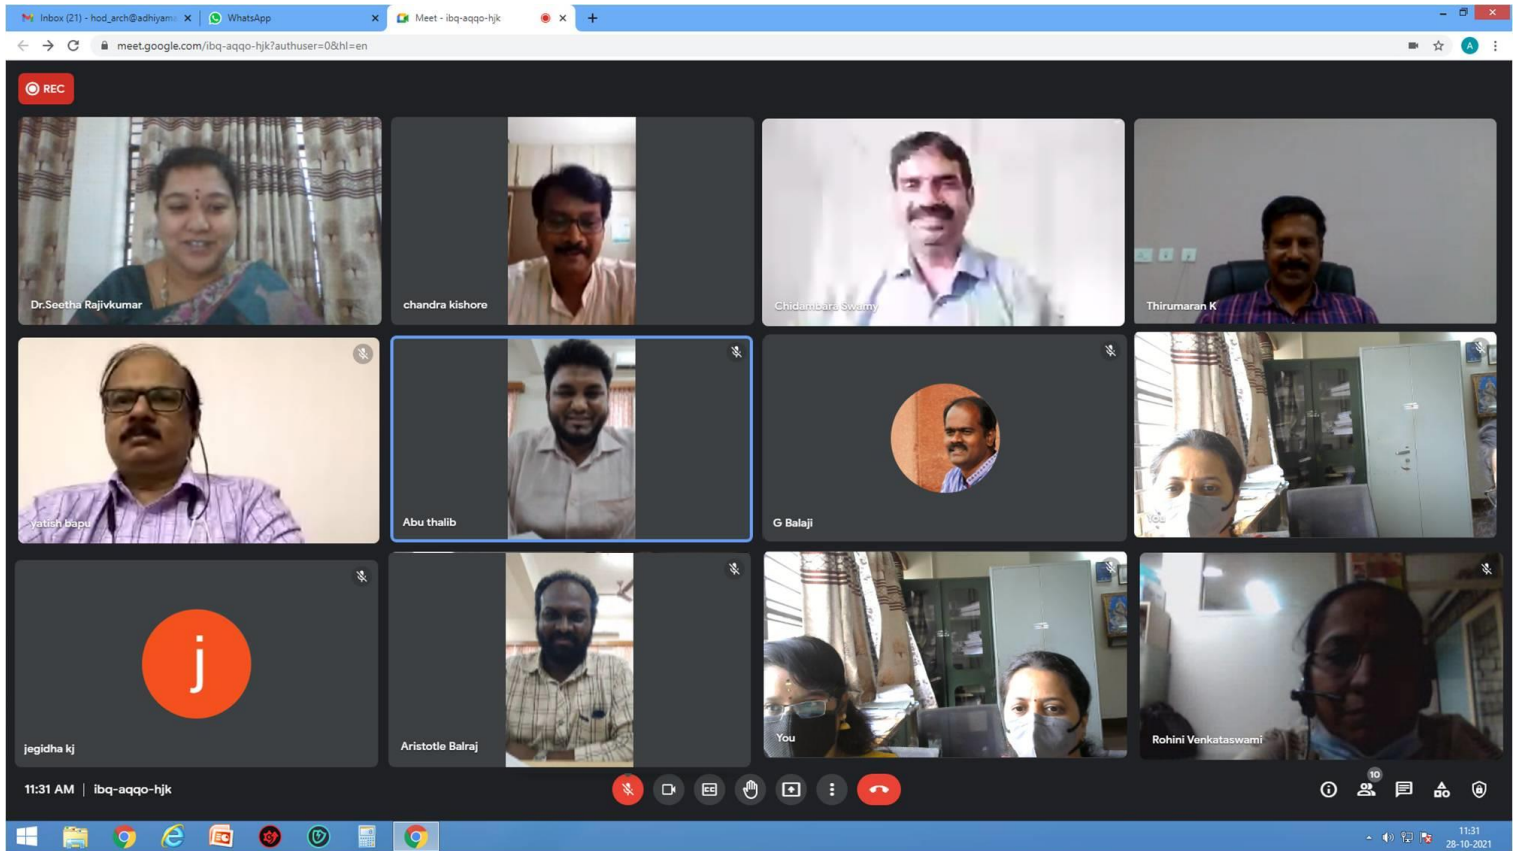 Inbox (21) - hod_arch@adhiyama
WhatsApp
Meet - ibq-aqqo-hjk
meet.google.com/ibq-aqqo-hjk?authuser=0&hl=en
A
REC
Dr.Seetha Rajivkumar
chandra kishore
Chidambara Swamy
Thirumaran K
yatish bapu
Abu thalib
G Balaji
You
j
jegidha kj
Aristotle Balraj
You
Rohini Venkataswami
11:31 AM | ibq-aqqo-hjk
CC
10
11:31
28-10-2021